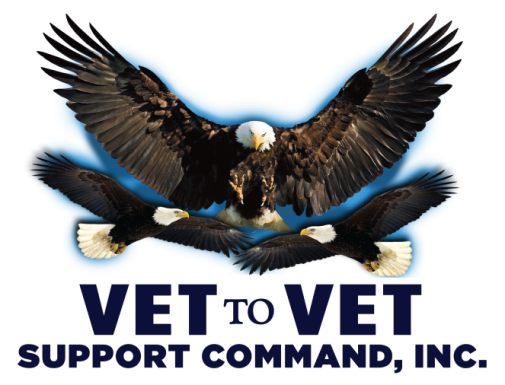 VET TO VET
SUPPORT COMMAND, INC.